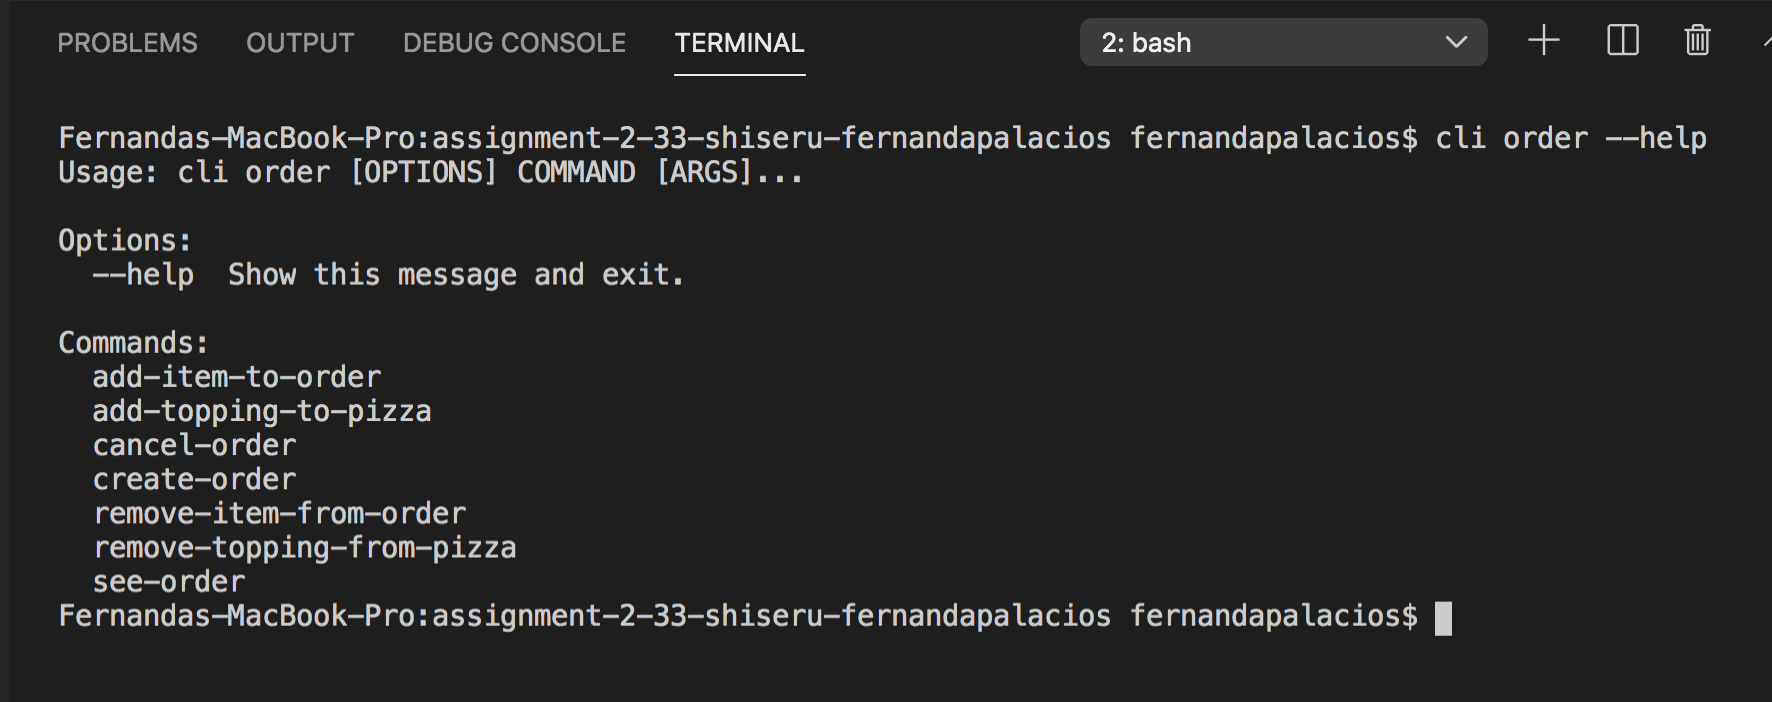 PROBLEMS OUTPUT DEBUG CONSOLE TERMINAL 2: bash
Fernandas-MacBook-Pro:assignment-2-33-shiseru-fernandapalacios fernandapalacios$ cli order --help
Usage: cli order [OPTIONS] COMMAND [ARGS]...
Options:
--help Show this message and exit.
Commands:
add-item-to-order
add-topping-to-pizza
cancel-order
create-order
remove-item-from-order
remove-topping-from-pizza
see-order
Fernandas-MacBook-Pro:assignment-2-33-shiseru-fernandapalacios fernandapalacios$